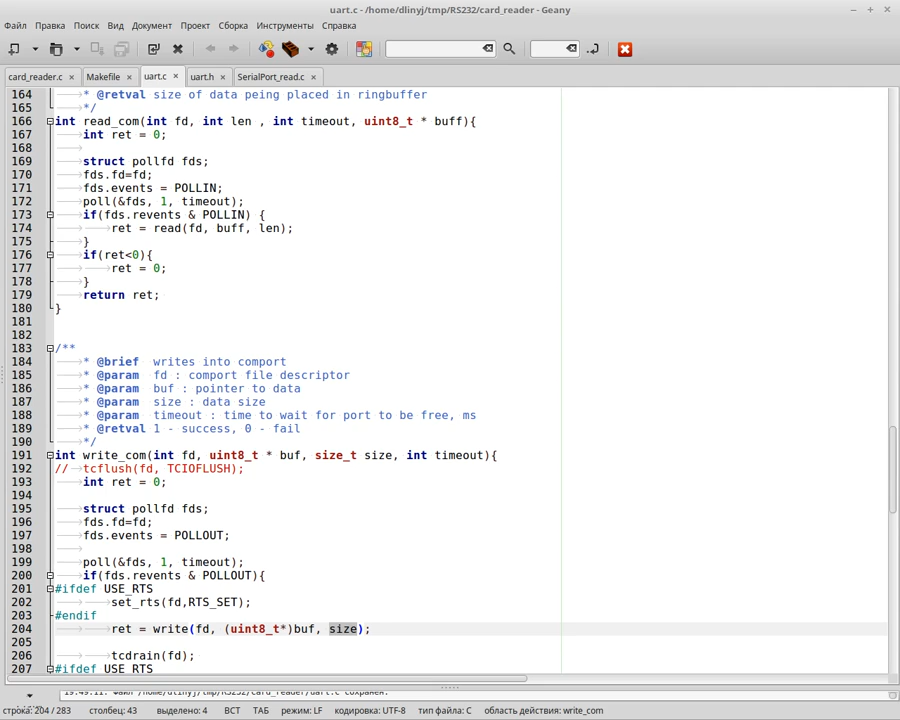 uart.c - /home/dlinyj/tmp/RS232/card_reader - Geany
Файл Правка Поиск Вид Документ Проект Сборка Инструменты Справка
card_reader.c Makefile uart.c uart.h SerialPort_read.c
164 * @retval size of data peing placed in ringbuffer
165 */
166 int read_com(int fd, int len , int timeout, uint8_t * buff){
167 int ret = 0;
168
169 struct pollfd fds;
170 fds.fd=fd;
171 fds.events = POLLIN;
172 poll(&fds, 1, timeout);
173 if(fds.revents & POLLIN) {
174 ret = read(fd, buff, len);
175 }
176 if(ret<0){
177 ret = 0;
178 }
179 return ret;
180 }
181
182
183 /**
184 * @brief writes into comport
185 * @param fd : comport file descriptor
186 * @param buf : pointer to data
187 * @param size : data size
188 * @param timeout : time to wait for port to be free, ms
189 * @retval 1 - success, 0 - fail
190 */
191 int write_com(int fd, uint8_t * buf, size_t size, int timeout){
192 // tcflush(fd, TCIOFLUSH);
193 int ret = 0;
194
195 struct pollfd fds;
196 fds.fd=fd;
197 fds.events = POLLOUT;
198
199 poll(&fds, 1, timeout);
200 if(fds.revents & POLLOUT){
201 #ifdef USE_RTS
202 set_rts(fd,RTS_SET);
203 #endif
204 ret = write(fd, (uint8_t*)buf, size);
205
206 tcdrain(fd);
207 #ifdef USE_RTS
19:49:11: Файл /home/dlinyj/tmp/RS232/card_reader/uart.c сохранён.
строка: 204 / 283 столбец: 43 выделено: 4 ВСТ ТАБ режим: LF кодировка: UTF-8 тип файла: C область действия: write_com